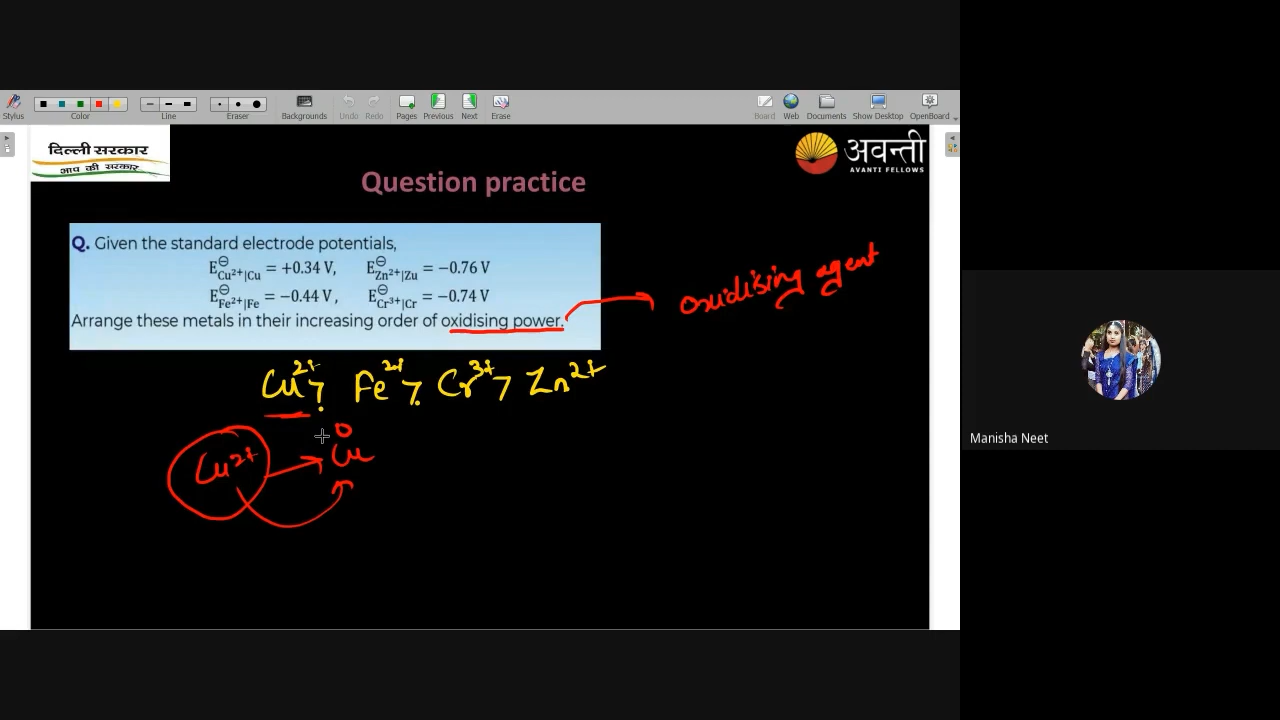 Stylus
Color
Line
Eraser
Backgrounds
Undo
Redo
Pages
Previous
Next
Erase
Board
Web
Documents
Show Desktop
OpenBoard
दिल्ली सरकार
आप की सरकार
अवन्ती
AVANTI FELLOWS
Question practice
Q. Given the standard electrode potentials,
E⊖Cu²⁺|Cu = +0.34 V, E⊖Zn²⁺|Zu = −0.76 V
E⊖Fe²⁺|Fe = −0.44 V, E⊖Cr³⁺|Cr = −0.74 V
Arrange these metals in their increasing order of oxidising power.
oxidising agent
Cu²⁺ > Fe²⁺ > Cr³⁺ > Zn²⁺
Cu²⁺ → Cu⁰
Manisha Neet